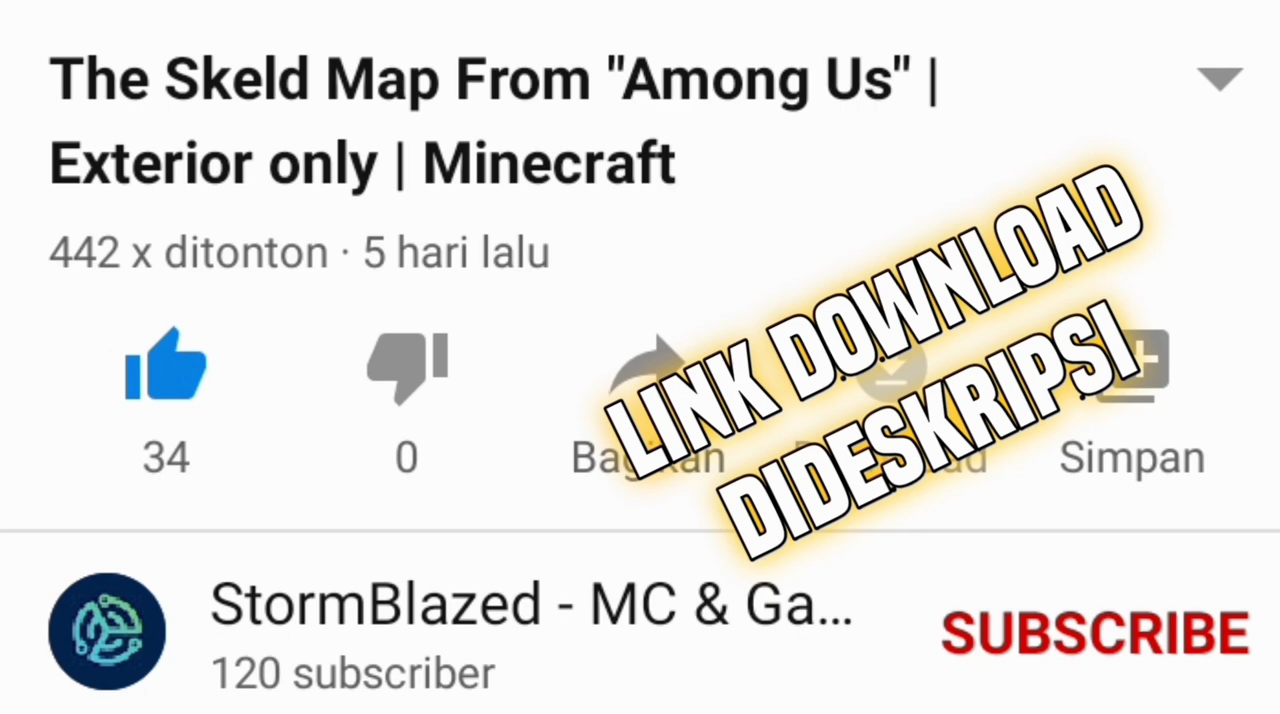 The Skeld Map From "Among Us" |
Exterior only | Minecraft
442 x ditonton · 5 hari lalu
LINK DOWNLOAD
DIDESKRIPSI
34
0
Simpan
StormBlazed - MC & Ga...
120 subscriber
SUBSCRIBE